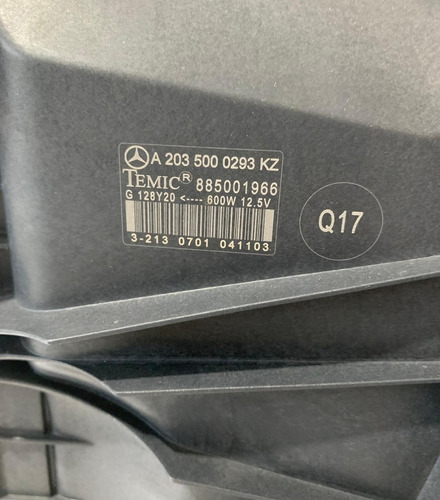 A 203 500 0293 KZ
TEMIC® 885001966
G 128Y20 <---- 600W 12.5V
3-213 0701 041103
Q17